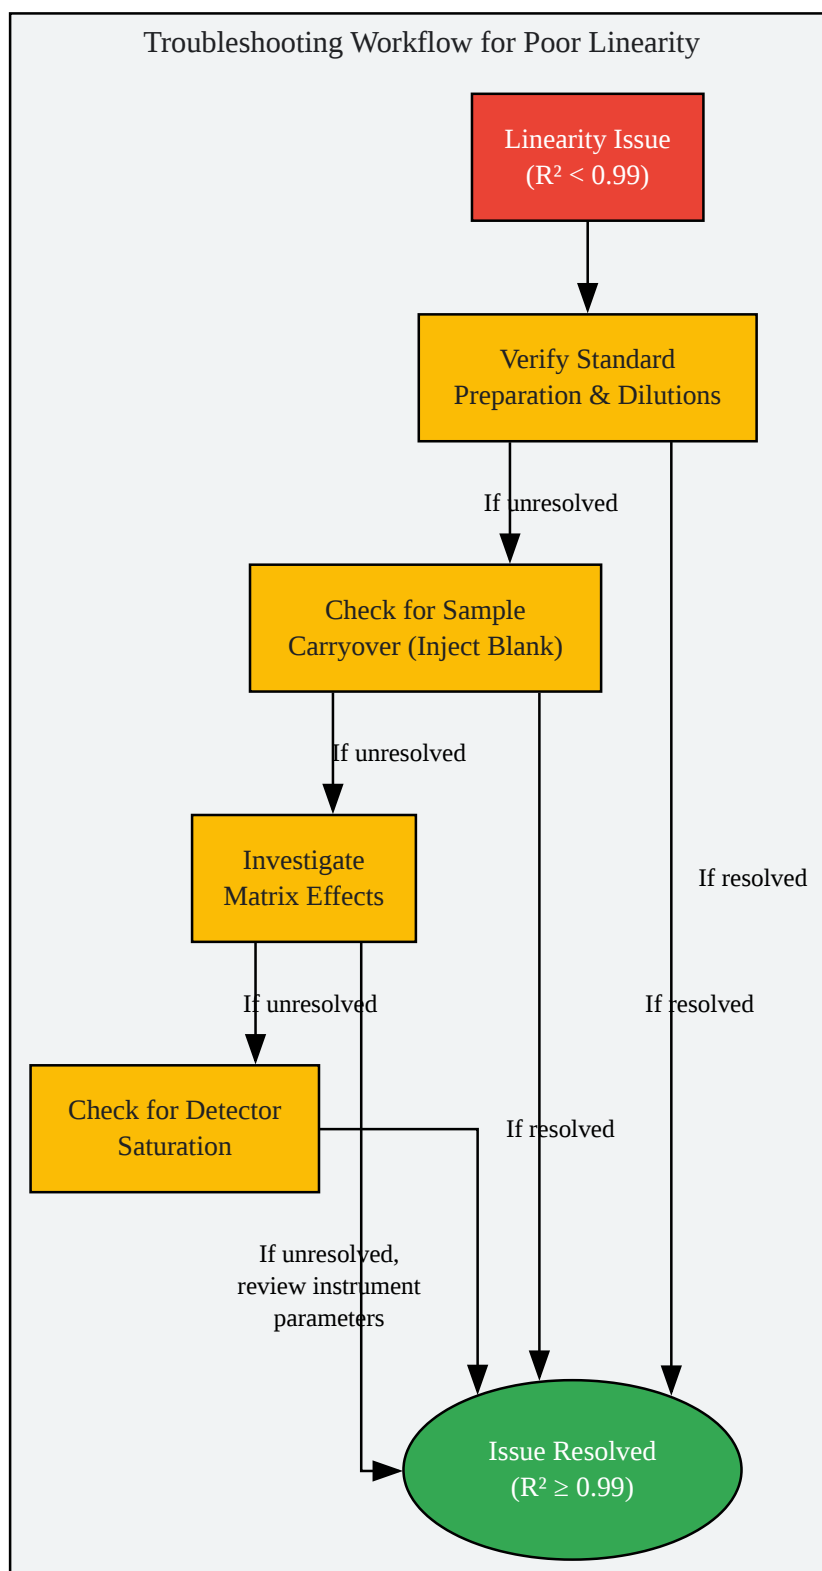 Troubleshooting Workflow for Poor Linearity
Linearity Issue
(R² < 0.99)
Verify Standard
Preparation & Dilutions
If unresolved
Check for Sample
Carryover (Inject Blank)
If unresolved
Investigate
Matrix Effects
If resolved
If unresolved
If resolved
Check for Detector
Saturation
If resolved
If unresolved,
review instrument
parameters
Issue Resolved
(R² ≥ 0.99)